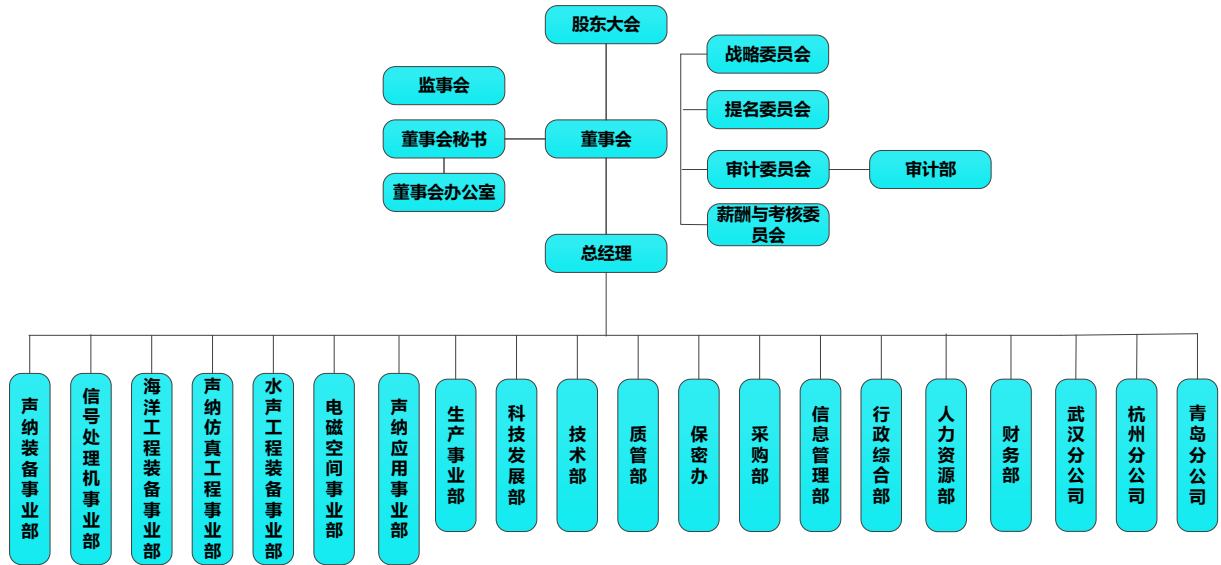 股东大会
战略委员会
监事会
提名委员会
董事会秘书
董事会
审计委员会
审计部
董事会办公室
薪酬与考核委
员会
总经理
声纳装备事业部
信号处理机事业部
海洋工程装备事业部
声纳仿真工程事业部
水声工程装备事业部
电磁空间事业部
声纳应用事业部
生产事业部
科技发展部
技术部
质管部
保密办
采购部
信息管理部
行政综合部
人力资源部
财务部
武汉分公司
杭州分公司
青岛分公司